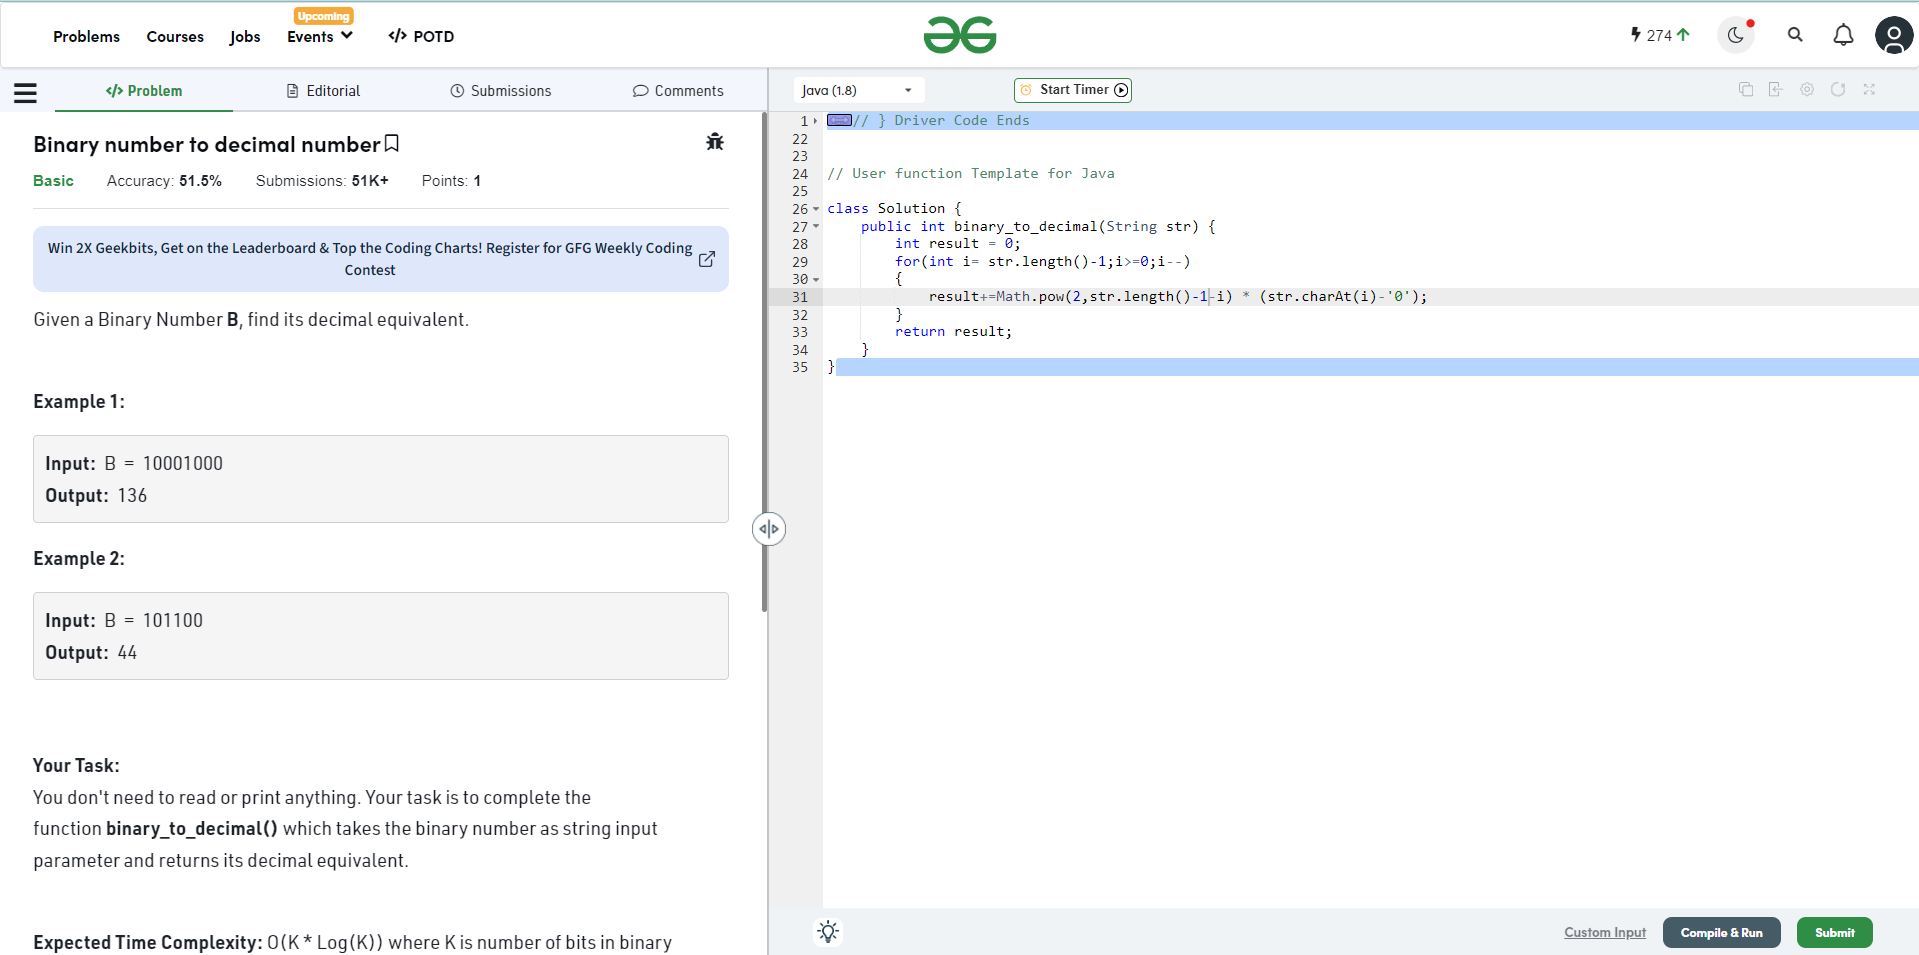 Problems Courses Jobs Events Upcoming </> POTD
274
</> Problem Editorial Submissions Comments
Binary number to decimal number
Basic Accuracy: 51.5% Submissions: 51K+ Points: 1
Win 2X Geekbits, Get on the Leaderboard & Top the Coding Charts! Register for GFG Weekly Coding
Contest
Given a Binary Number B, find its decimal equivalent.
Example 1:
Input: B = 10001000
Output: 136
Example 2:
Input: B = 101100
Output: 44
Your Task:
You don't need to read or print anything. Your task is to complete the
function binary_to_decimal() which takes the binary number as string input
parameter and returns its decimal equivalent.
Expected Time Complexity: O(K * Log(K)) where K is number of bits in binary
Java (1.8) Start Timer
1 // } Driver Code Ends
22
23
24 // User function Template for Java
25
26 class Solution {
27 public int binary_to_decimal(String str) {
28 int result = 0;
29 for(int i= str.length()-1;i>=0;i--)
30 {
31 result+=Math.pow(2,str.length()-1-i) * (str.charAt(i)-'0');
32 }
33 return result;
34 }
35 }
Custom Input Compile & Run Submit